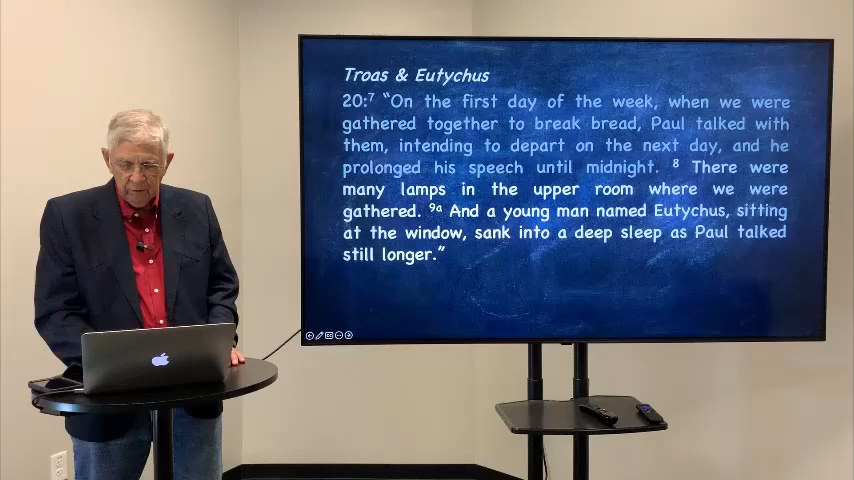 Troas & Eutychus
20:7 “On the first day of the week, when we were
gathered together to break bread, Paul talked with
them, intending to depart on the next day, and he
prolonged his speech until midnight. 8 There were
many lamps in the upper room where we were
gathered. 9a And a young man named Eutychus, sitting
at the window, sank into a deep sleep as Paul talked
still longer.”